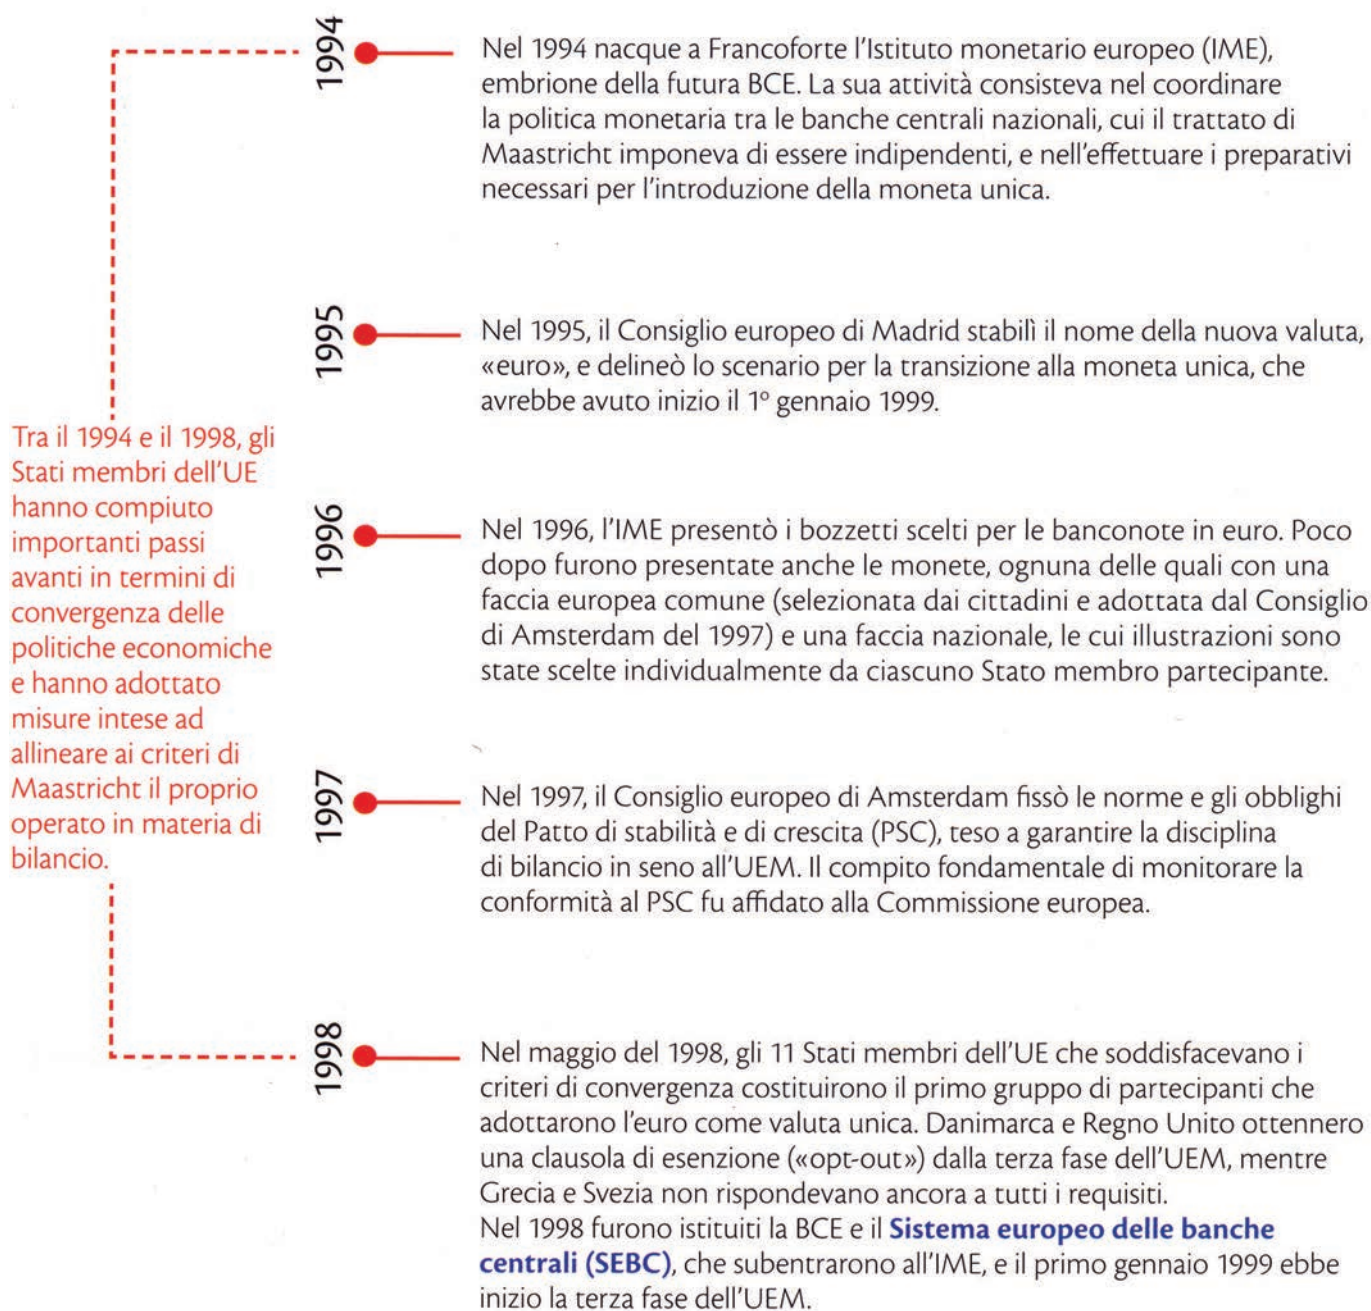 1994
Nel 1994 nacque a Francoforte l'Istituto monetario europeo (IME),
embrione della futura BCE. La sua attività consisteva nel coordinare
la politica monetaria tra le banche centrali nazionali, cui il trattato di
Maastricht imponeva di essere indipendenti, e nell'effettuare i preparativi
necessari per l'introduzione della moneta unica.
1995
Nel 1995, il Consiglio europeo di Madrid stabilì il nome della nuova valuta,
«euro», e delineò lo scenario per la transizione alla moneta unica, che
avrebbe avuto inizio il 1º gennaio 1999.
Tra il 1994 e il 1998, gli
Stati membri dell'UE
hanno compiuto
importanti passi
avanti in termini di
convergenza delle
politiche economiche
e hanno adottato
misure intese ad
allineare ai criteri di
Maastricht il proprio
operato in materia di
bilancio.
1996
Nel 1996, l'IME presentò i bozzetti scelti per le banconote in euro. Poco
dopo furono presentate anche le monete, ognuna delle quali con una
faccia europea comune (selezionata dai cittadini e adottata dal Consiglio
di Amsterdam del 1997) e una faccia nazionale, le cui illustrazioni sono
state scelte individualmente da ciascuno Stato membro partecipante.
1997
Nel 1997, il Consiglio europeo di Amsterdam fissò le norme e gli obblighi
del Patto di stabilità e di crescita (PSC), teso a garantire la disciplina
di bilancio in seno all'UEM. Il compito fondamentale di monitorare la
conformità al PSC fu affidato alla Commissione europea.
1998
Nel maggio del 1998, gli 11 Stati membri dell'UE che soddisfacevano i
criteri di convergenza costituirono il primo gruppo di partecipanti che
adottarono l'euro come valuta unica. Danimarca e Regno Unito ottennero
una clausola di esenzione («opt-out») dalla terza fase dell'UEM, mentre
Grecia e Svezia non rispondevano ancora a tutti i requisiti.
Nel 1998 furono istituiti la BCE e il Sistema europeo delle banche
centrali (SEBC), che subentrarono all'IME, e il primo gennaio 1999 ebbe
inizio la terza fase dell'UEM.